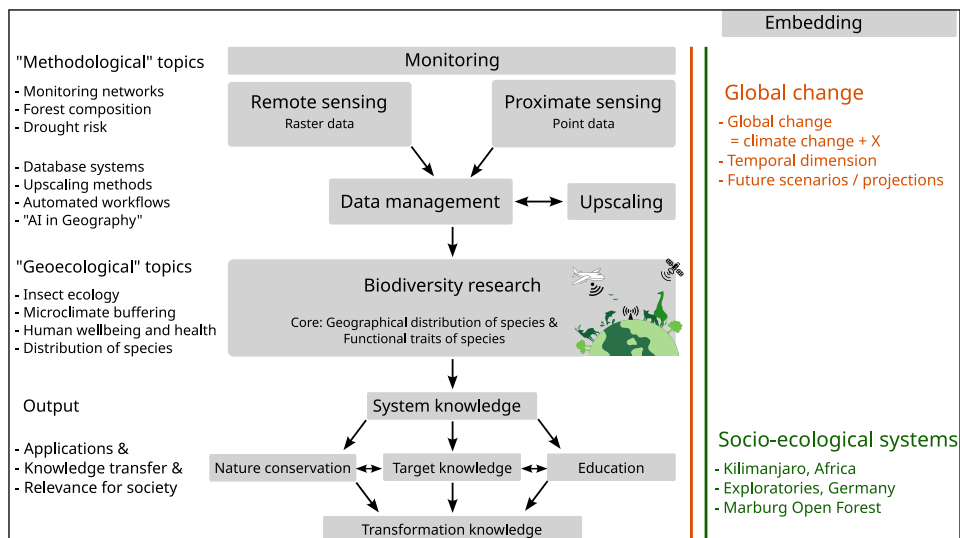 Embedding
"Methodological" topics
- Monitoring networks
- Forest composition
- Drought risk
- Database systems
- Upscaling methods
- Automated workflows
- "AI in Geography"
"Geoecological" topics
- Insect ecology
- Microclimate buffering
- Human wellbeing and health
- Distribution of species
Output
- Applications &
- Knowledge transfer &
- Relevance for society
Monitoring
Remote sensing
Raster data
Proximate sensing
Point data
Data management
Upscaling
Biodiversity research
Core: Geographical distribution of species &
Functional traits of species
System knowledge
Nature conservation
Target knowledge
Education
Transformation knowledge
Global change
- Global change
= climate change + X
- Temporal dimension
- Future scenarios / projections
Socio-ecological systems
- Kilimanjaro, Africa
- Exploratories, Germany
- Marburg Open Forest